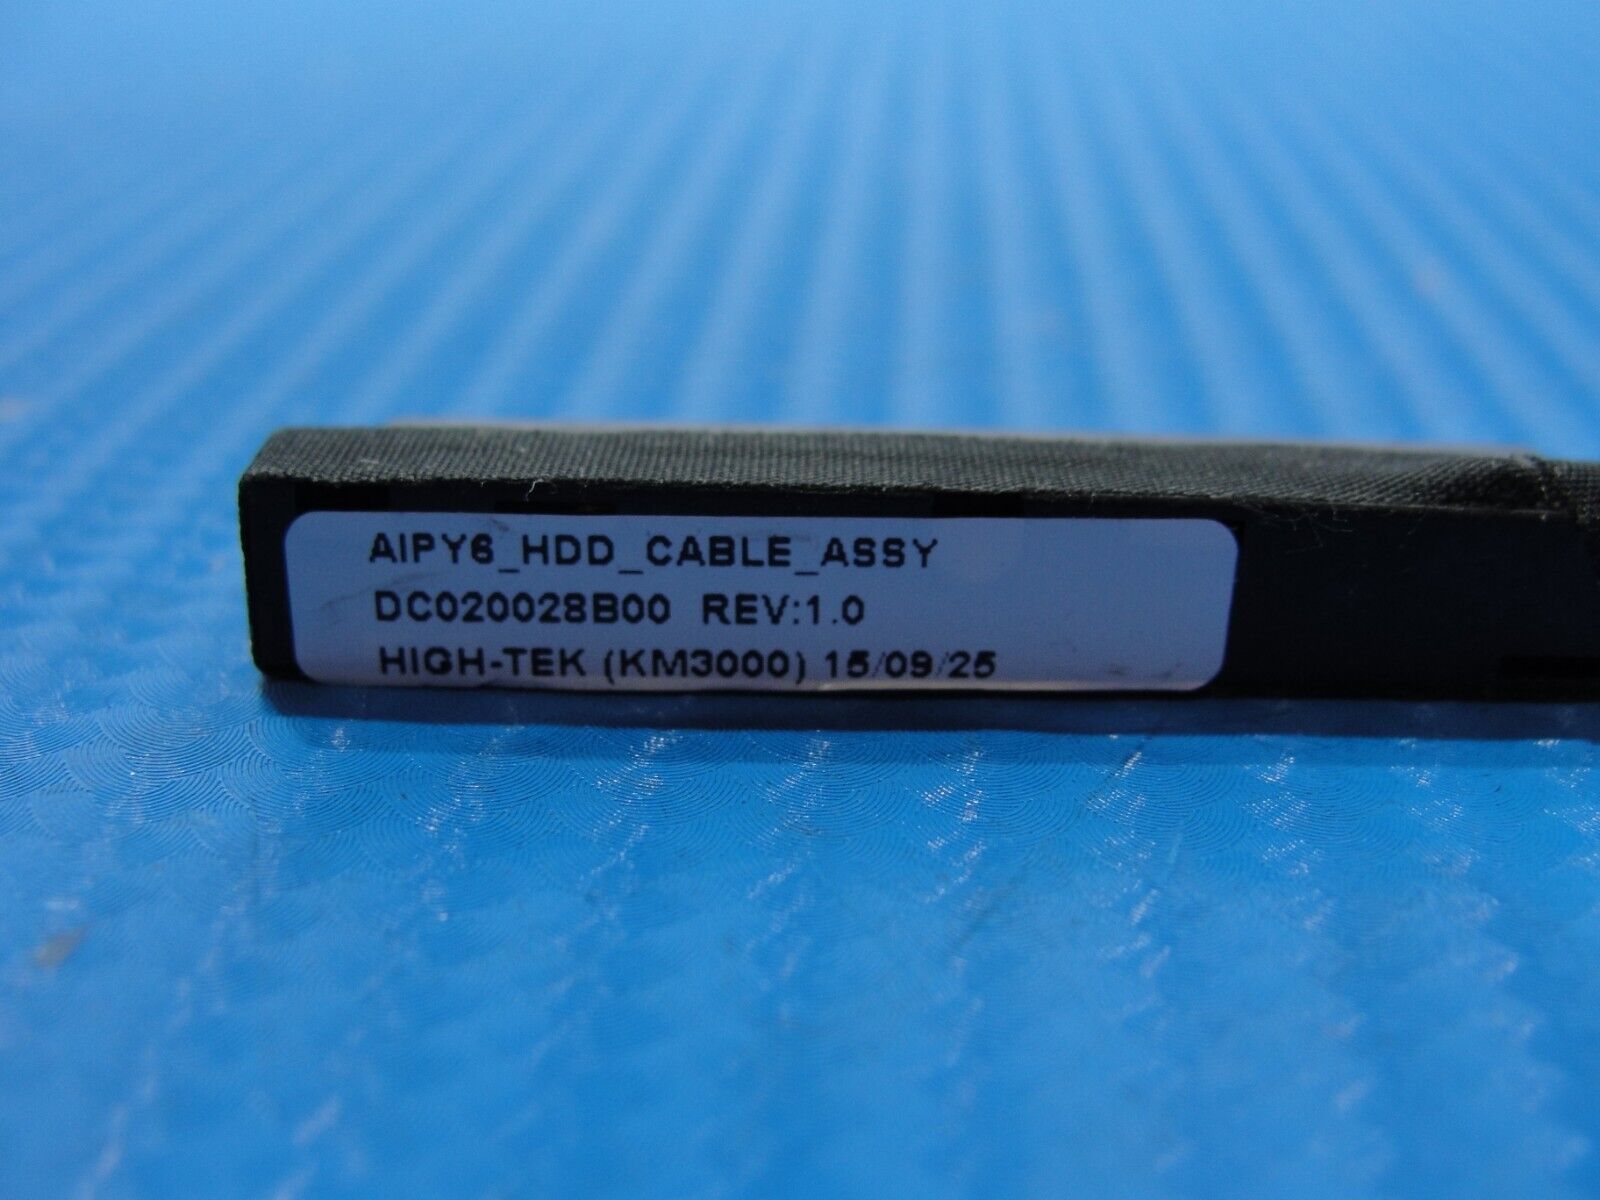 AIPY6_HDD_CABLE_ASSY
DC020028B00 REV:1.0
HIGH-TEK (KM3000) 15/09/25